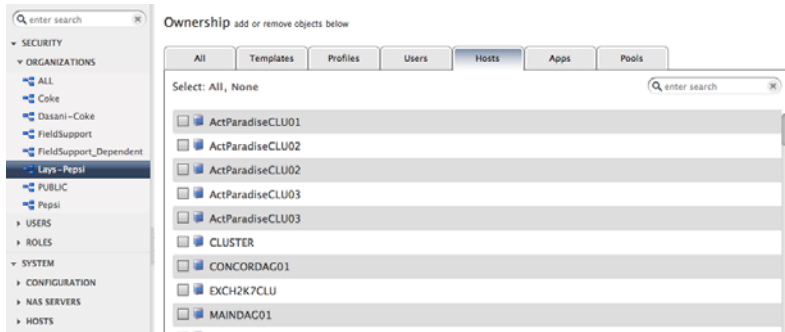 enter search
SECURITY
ORGANIZATIONS
ALL
Coke
Dasani-Coke
FieldSupport
FieldSupport_Dependent
Lays-Pepsi
PUBLIC
Pepsi
USERS
ROLES
SYSTEM
CONFIGURATION
NAS SERVERS
HOSTS
Ownership add or remove objects below
All Templates Profiles Users Hosts Apps Pools
Select: All, None enter search
ActParadiseCLU01
ActParadiseCLU02
ActParadiseCLU02
ActParadiseCLU03
ActParadiseCLU03
CLUSTER
CONCORDAG01
EXCH2K7CLU
MAINDAG01